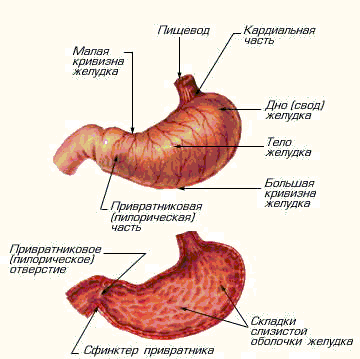 Пищевод
Кардиальная
часть
Малая
кривизна
желудка
Дно (свод)
желудка
Тело
желудка
Большая
кривизна
желудка
Привратниковая
(пилорическая)
часть
Привратниковое
(пилорическое)
отверстие
Складки
слизистой
оболочки желудка
Сфинктер привратника